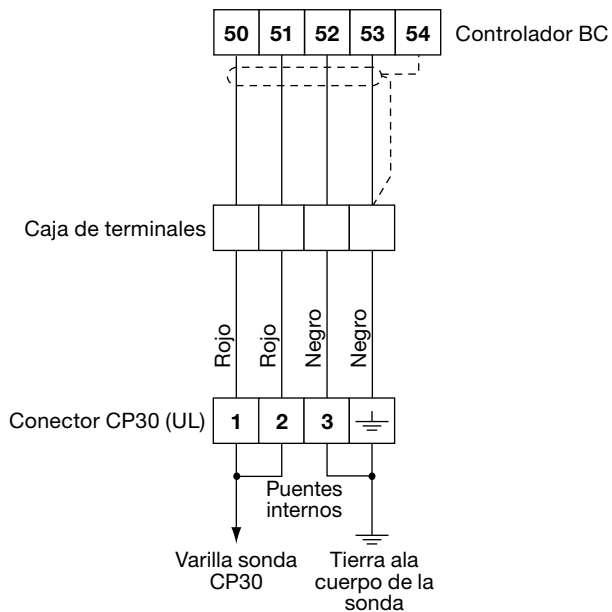 50 51 52 53 54 Controlador BC
Caja de terminales
Rojo Rojo Negro Negro
Conector CP30 (UL) 1 2 3
Puentes
internos
Varilla sonda
CP30
Tierra ala
cuerpo de la
sonda